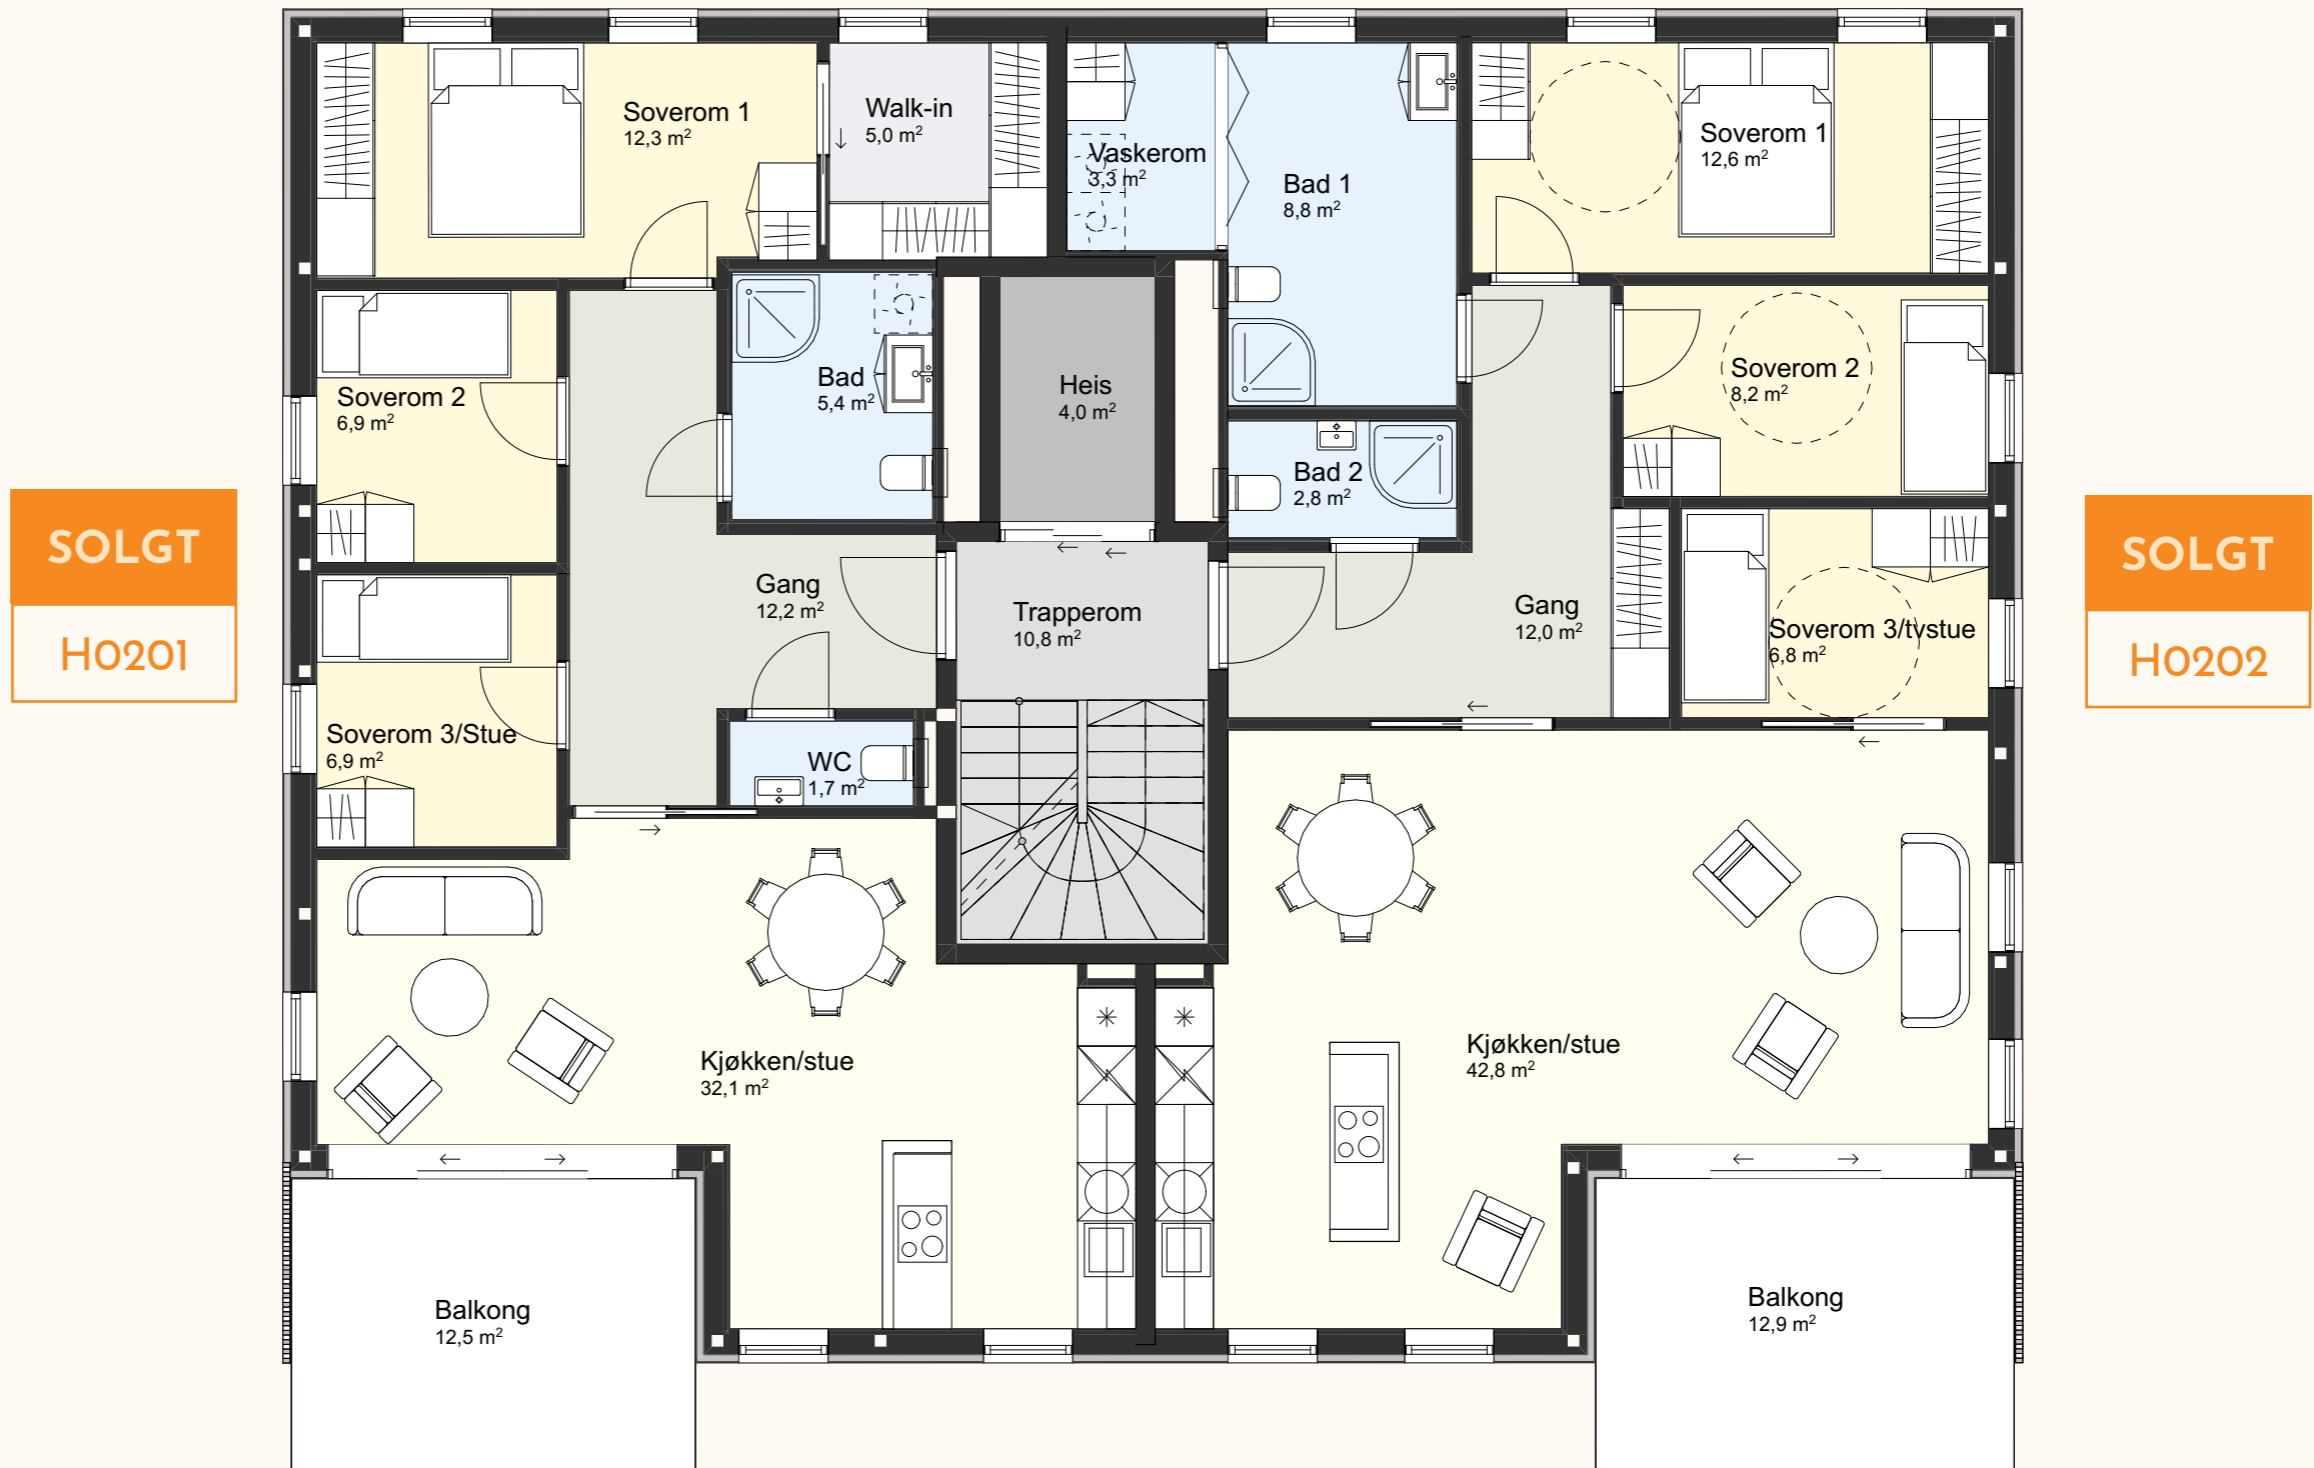 Soverom 1
12,3 m²
Walk-in
5,0 m²
Vaskerom
3,3 m²
Bad 1
8,8 m²
Soverom 1
12,6 m²
Soverom 2
6,9 m²
Bad
5,4 m²
Heis
4,0 m²
Bad 2
2,8 m²
Soverom 2
8,2 m²
SOLGT
H0201
Gang
12,2 m²
Trapperom
10,8 m²
Gang
12,0 m²
Soverom 3/tvstue
6,8 m²
SOLGT
H0202
Soverom 3/Stue
6,9 m²
WC
1,7 m²
Kjøkken/stue
32,1 m²
Kjøkken/stue
42,8 m²
Balkong
12,5 m²
Balkong
12,9 m²